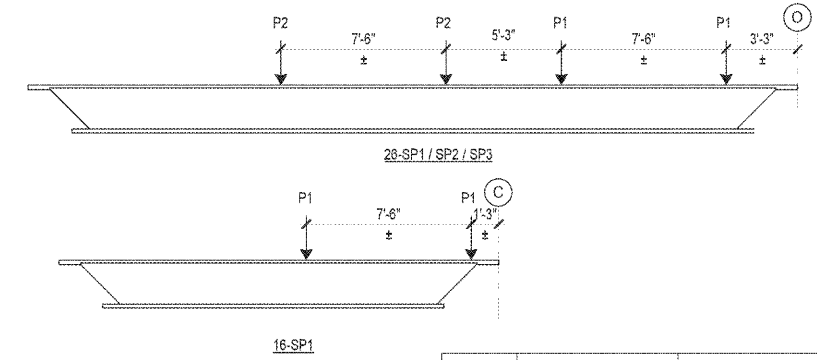 P2 P2 P1 P1 O
7'-6" 5'-3" 7'-6" 3'-3"
± ± ± ±
26-SP1 / SP2 / SP3
P1 P1 C
7'-6" 1'-3"
± ±
16-SP1